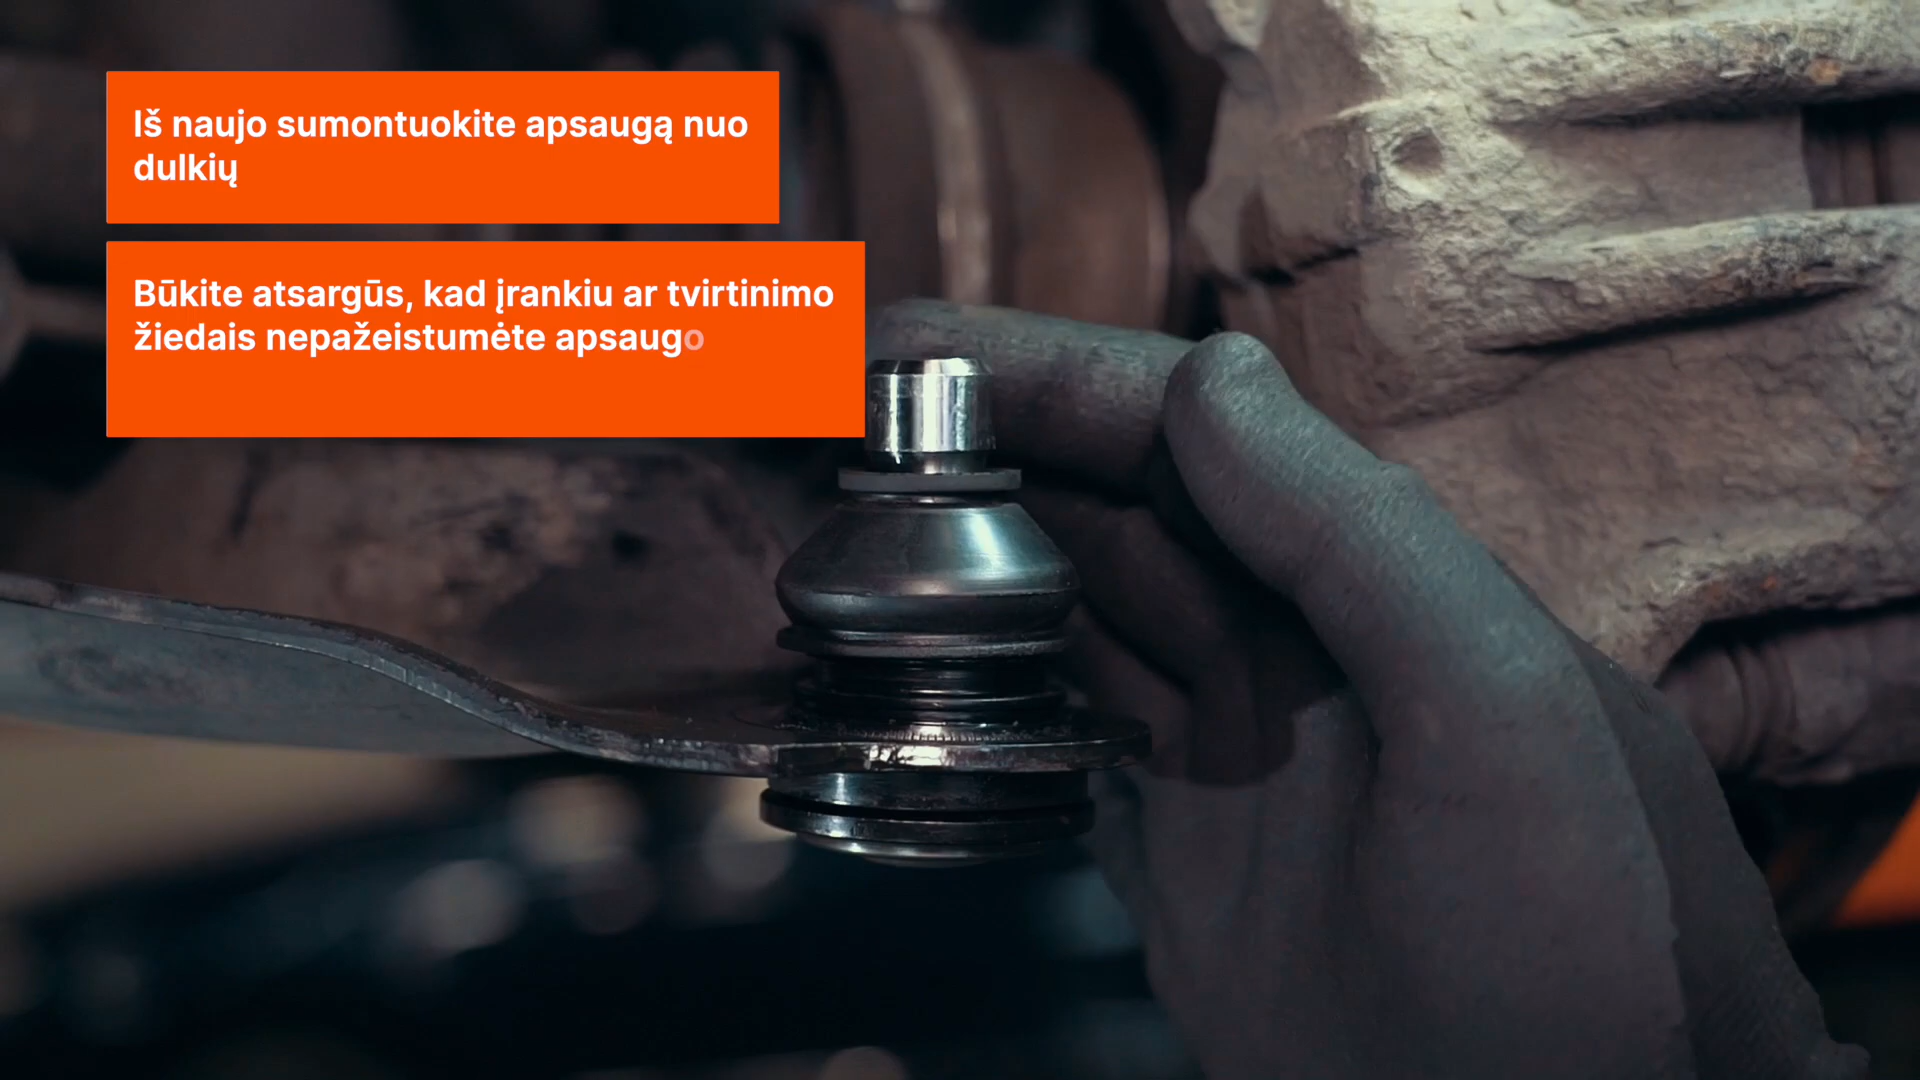 Iš naujo sumontuokite apsaugą nuo
dulkių
Būkite atsargūs, kad įrankiu ar tvirtinimo
žiedais nepažeistumėte apsaugo